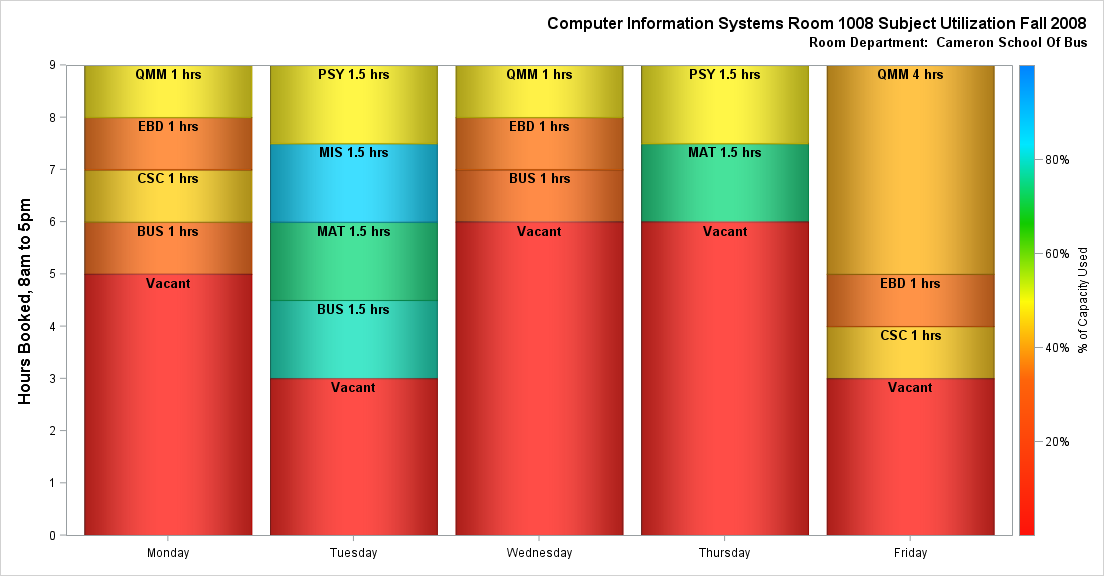 Computer Information Systems Room 1008 Subject Utilization Fall 2008
Room Department:  Cameron School Of Bus
Hours Booked, 8am to 5pm
9
8
7
6
5
4
3
2
1
0
QMM 1 hrs
EBD 1 hrs
CSC 1 hrs
BUS 1 hrs
Vacant
Monday
PSY 1.5 hrs
MIS 1.5 hrs
MAT 1.5 hrs
BUS 1.5 hrs
Vacant
Tuesday
QMM 1 hrs
EBD 1 hrs
BUS 1 hrs
Vacant
Wednesday
PSY 1.5 hrs
MAT 1.5 hrs
Vacant
Thursday
QMM 4 hrs
EBD 1 hrs
CSC 1 hrs
Vacant
Friday
80%
60%
40%
20%
% of Capacity Used